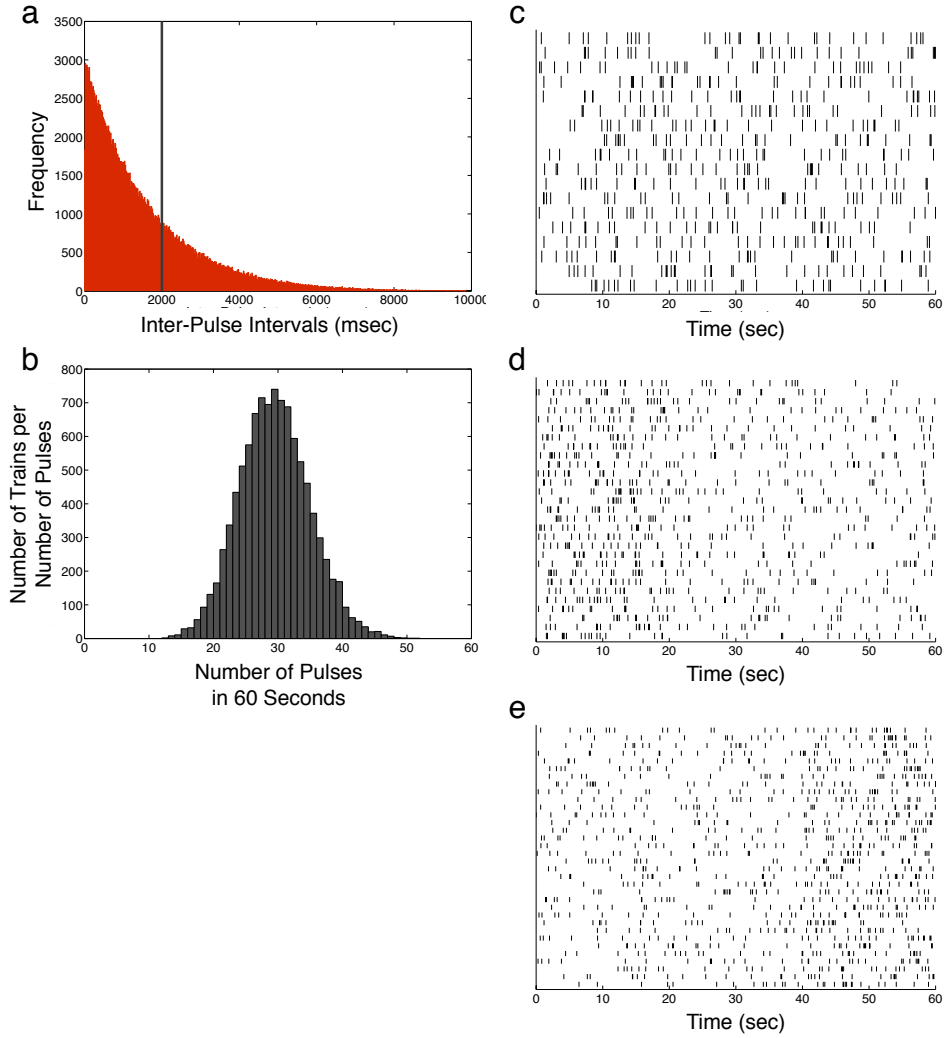 a
3500
3000
2500
2000
1500
1000
500
0
Frequency
0 2000 4000 6000 8000 1000
Inter-Pulse Intervals (msec)
b
800
700
600
500
400
300
200
100
0
Number of Trains per
Number of Pulses
0 10 20 30 40 50 60
Number of Pulses
in 60 Seconds
c
0 10 20 30 40 50 60
Time (sec)
d
0 10 20 30 40 50 60
Time (sec)
e
0 10 20 30 40 50 60
Time (sec)